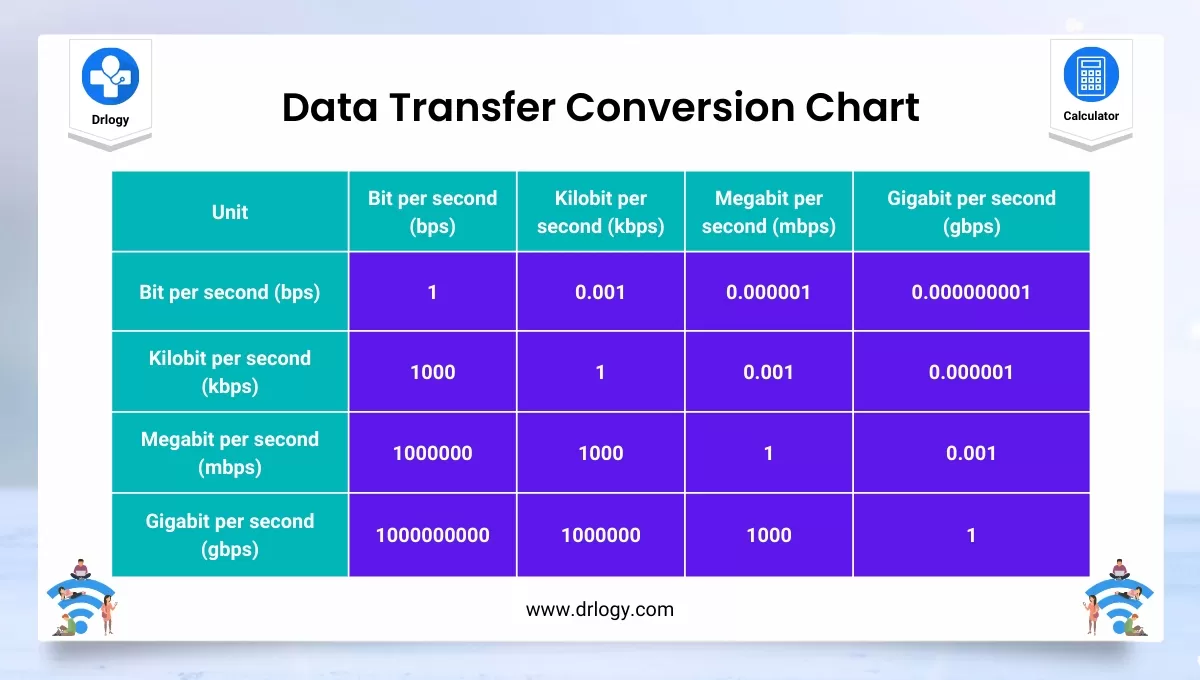 Drlogy
Calculator
Data Transfer Conversion Chart
Unit
Bit per second
(bps)
Kilobit per
second (kbps)
Megabit per
second (mbps)
Gigabit per second
(gbps)
Bit per second (bps)
1
0.001
0.000001
0.000000001
Kilobit per second
(kbps)
1000
1
0.001
0.000001
Megabit per second
(mbps)
1000000
1000
1
0.001
Gigabit per second
(gbps)
1000000000
1000000
1000
1
www.drlogy.com